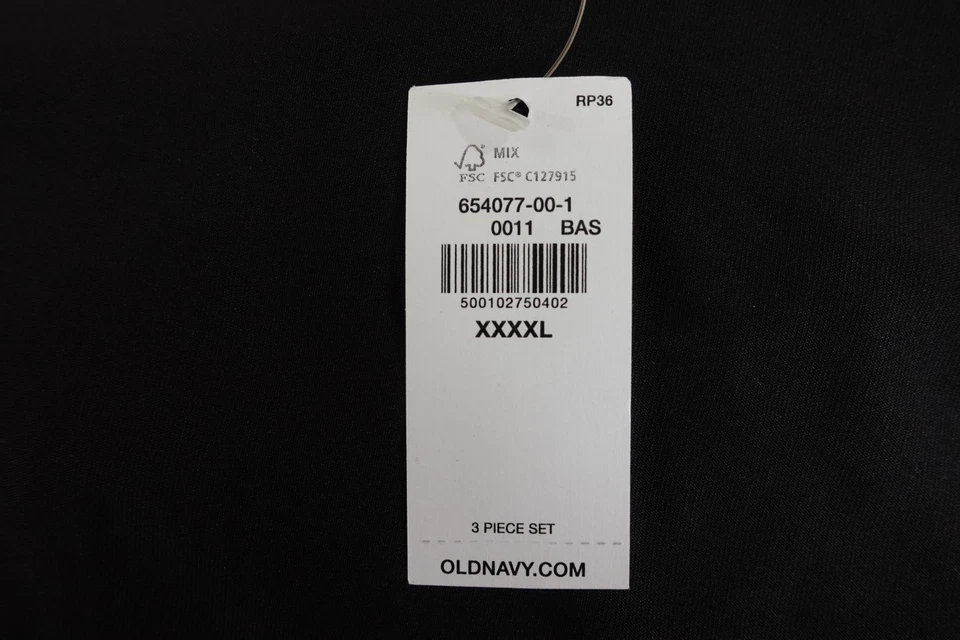 RP36
MIX
FSC FSC® C127915
654077-00-1
0011 BAS
500102750402
XXXXL
3 PIECE SET
OLDNAVY.COM